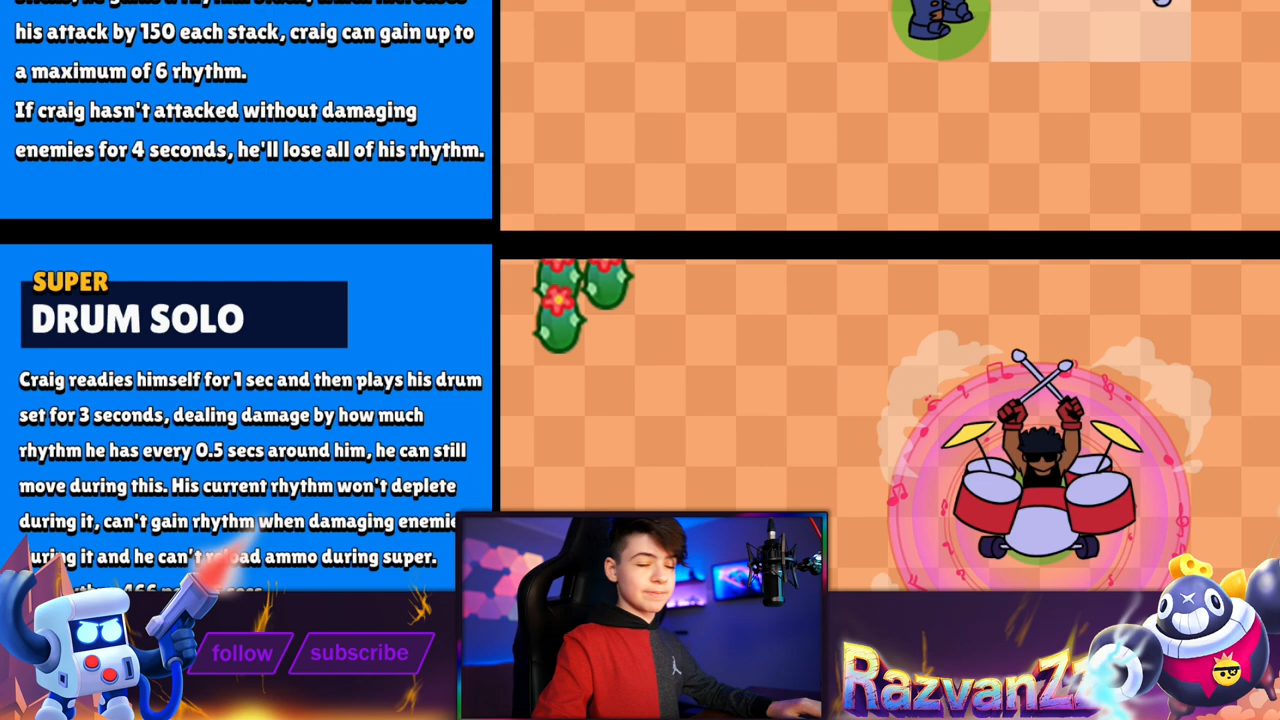 his attack by 150 each stack, craig can gain up to
a maximum of 6 rhythm.
If craig hasn't attacked without damaging
enemies for 4 seconds, he'll lose all of his rhythm.
SUPER
DRUM SOLO
Craig readies himself for 1 sec and then plays his drum
set for 3 seconds, dealing damage by how much
rhythm he has every 0.5 secs around him, he can still
move during this. His current rhythm won't deplete
during it, can't gain rhythm when damaging
during it and he can't reload ammo during super.
follow
subscribe